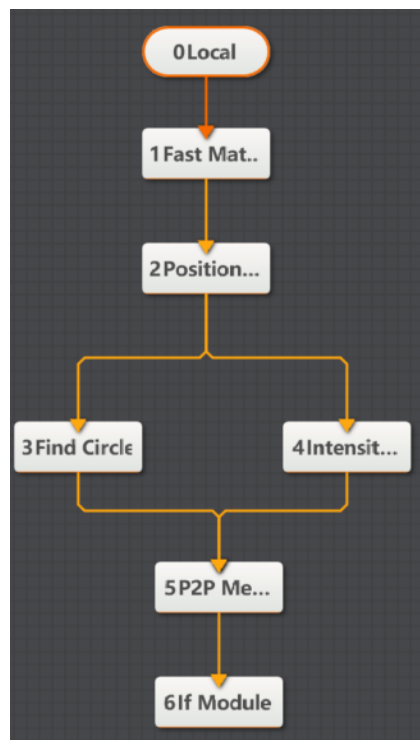 0Local
1Fast Mat..
2Position...
3Find Circle
4Intensit...
5P2P Me...
6If Module